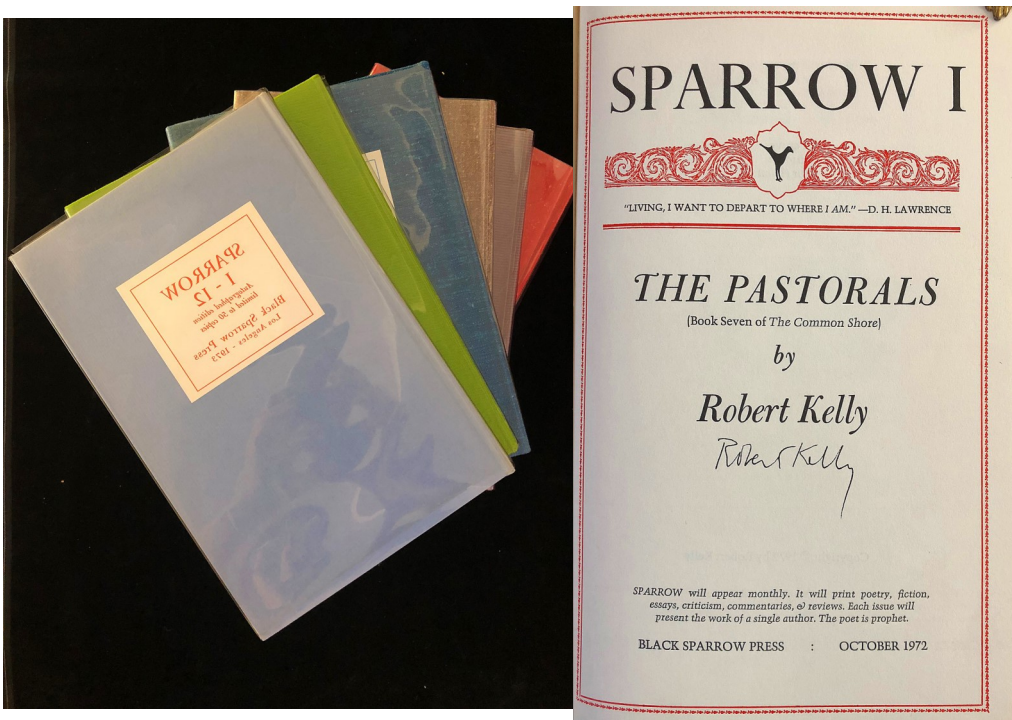 SPARROW
1 - 12
Autographed edition
limited to 50 copies
Black Sparrow Press
Los Angeles - 1973
SPARROW I
"LIVING, I WANT TO DEPART TO WHERE I AM." —D. H. LAWRENCE
THE PASTORALS
(Book Seven of The Common Shore)
by
Robert Kelly
Robert Kelly
SPARROW will appear monthly. It will print poetry, fiction,
essays, criticism, commentaries, & reviews. Each issue will
present the work of a single author. The poet is prophet.
BLACK SPARROW PRESS : OCTOBER 1972